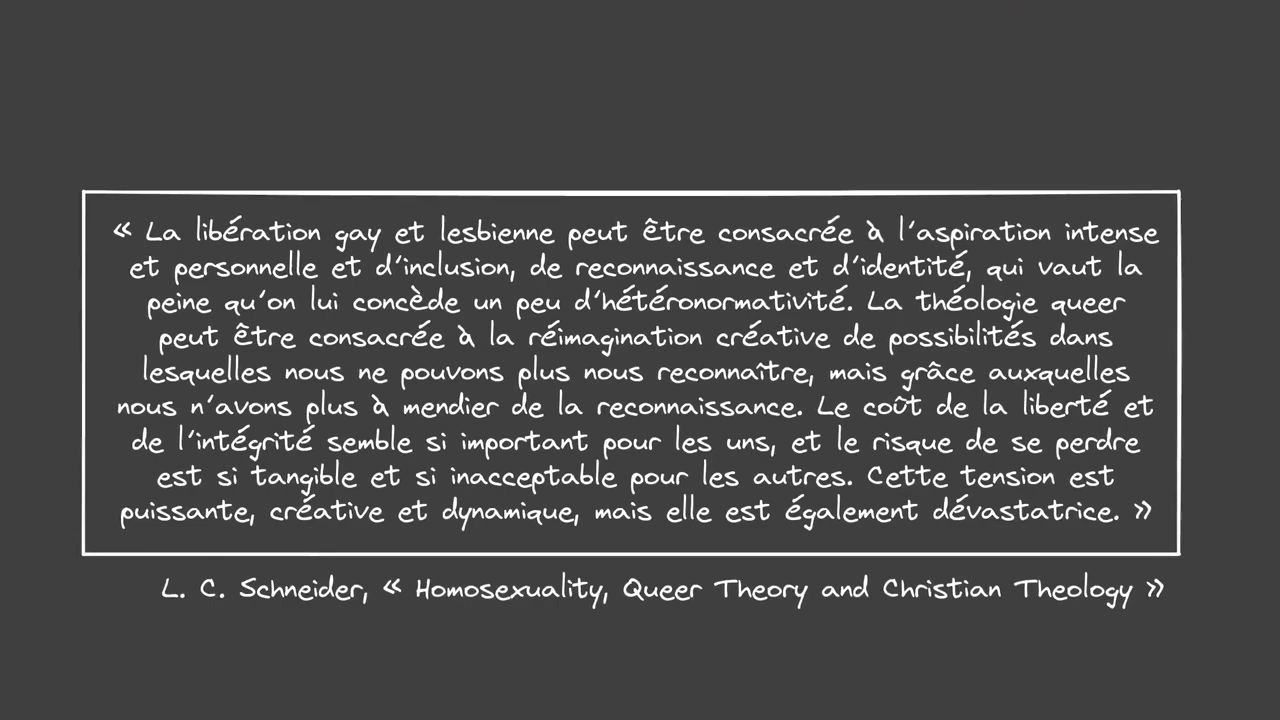 « La libération gay et lesbienne peut être consacrée à l'aspiration intense
et personnelle et d'inclusion, de reconnaissance et d'identité, qui vaut la
peine qu'on lui concède un peu d'hétéronormativité. La théologie queer
peut être consacrée à la réimagination créative de possibilités dans
lesquelles nous ne pouvons plus nous reconnaître, mais grâce auxquelles
nous n'avons plus à mendier de la reconnaissance. Le coût de la liberté et
de l'intégrité semble si important pour les uns, et le risque de se perdre
est si tangible et si inacceptable pour les autres. Cette tension est
puissante, créative et dynamique, mais elle est également dévastatrice. »
L. C. Schneider, « Homosexuality, Queer Theory and Christian Theology »